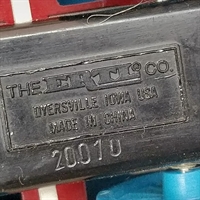 THE ERTL CO.
DYERSVILLE IOWA USA
MADE IN CHINA
20010